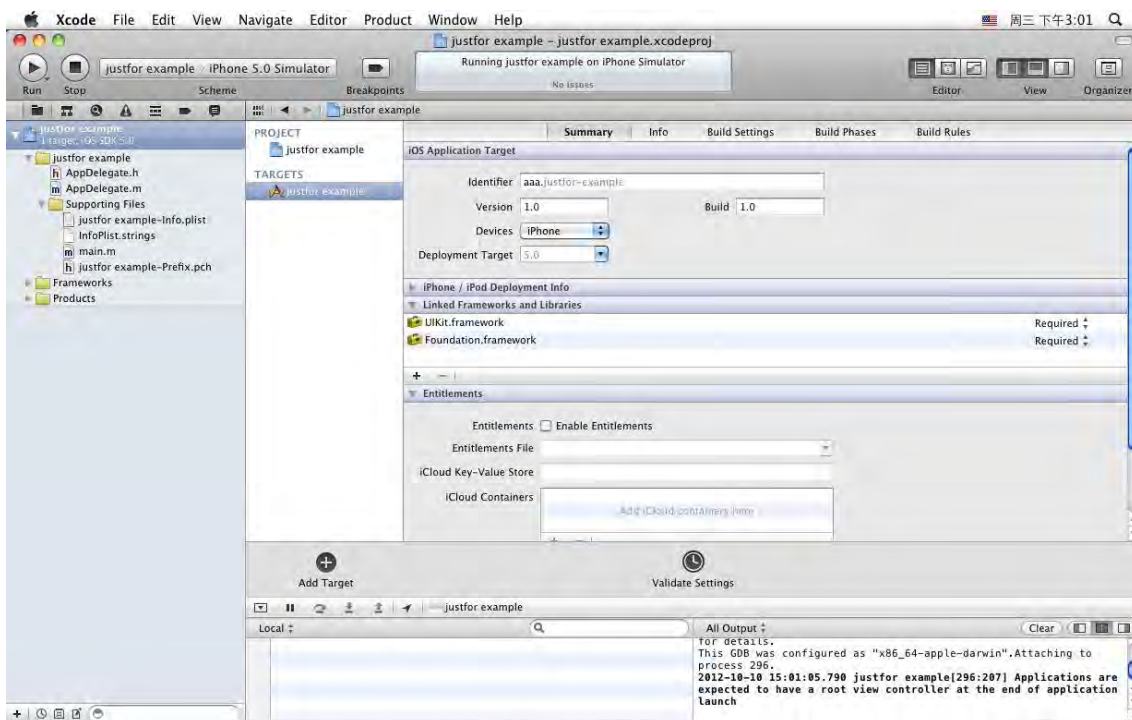 Xcode File Edit View Navigate Editor Product Window Help 周三 下午3:01
justfor example – justfor example.xcodeproj
justfor example iPhone 5.0 Simulator
Running justfor example on iPhone Simulator
No issues
Run Stop Scheme Breakpoints Editor View Organizer
justfor example
justfor example
1 target, iOS SDK 5.0
justfor example
AppDelegate.h
AppDelegate.m
Supporting Files
justfor example-Info.plist
InfoPlist.strings
main.m
justfor example-Prefix.pch
Frameworks
Products
PROJECT
justfor example
TARGETS
justfor example
Summary Info Build Settings Build Phases Build Rules
iOS Application Target
Identifier aaa.justfor-example
Version 1.0 Build 1.0
Devices iPhone
Deployment Target 5.0
iPhone / iPod Deployment Info
Linked Frameworks and Libraries
UIKit.framework Required
Foundation.framework Required
Entitlements
Entitlements Enable Entitlements
Entitlements File
iCloud Key-Value Store
iCloud Containers
Add iCloud containers here
Add Target Validate Settings
justfor example
Local All Output Clear
for details.
This GDB was configured as "x86_64-apple-darwin".Attaching to
process 296.
2012-10-10 15:01:05.790 justfor example[296:207] Applications are
expected to have a root view controller at the end of application
launch